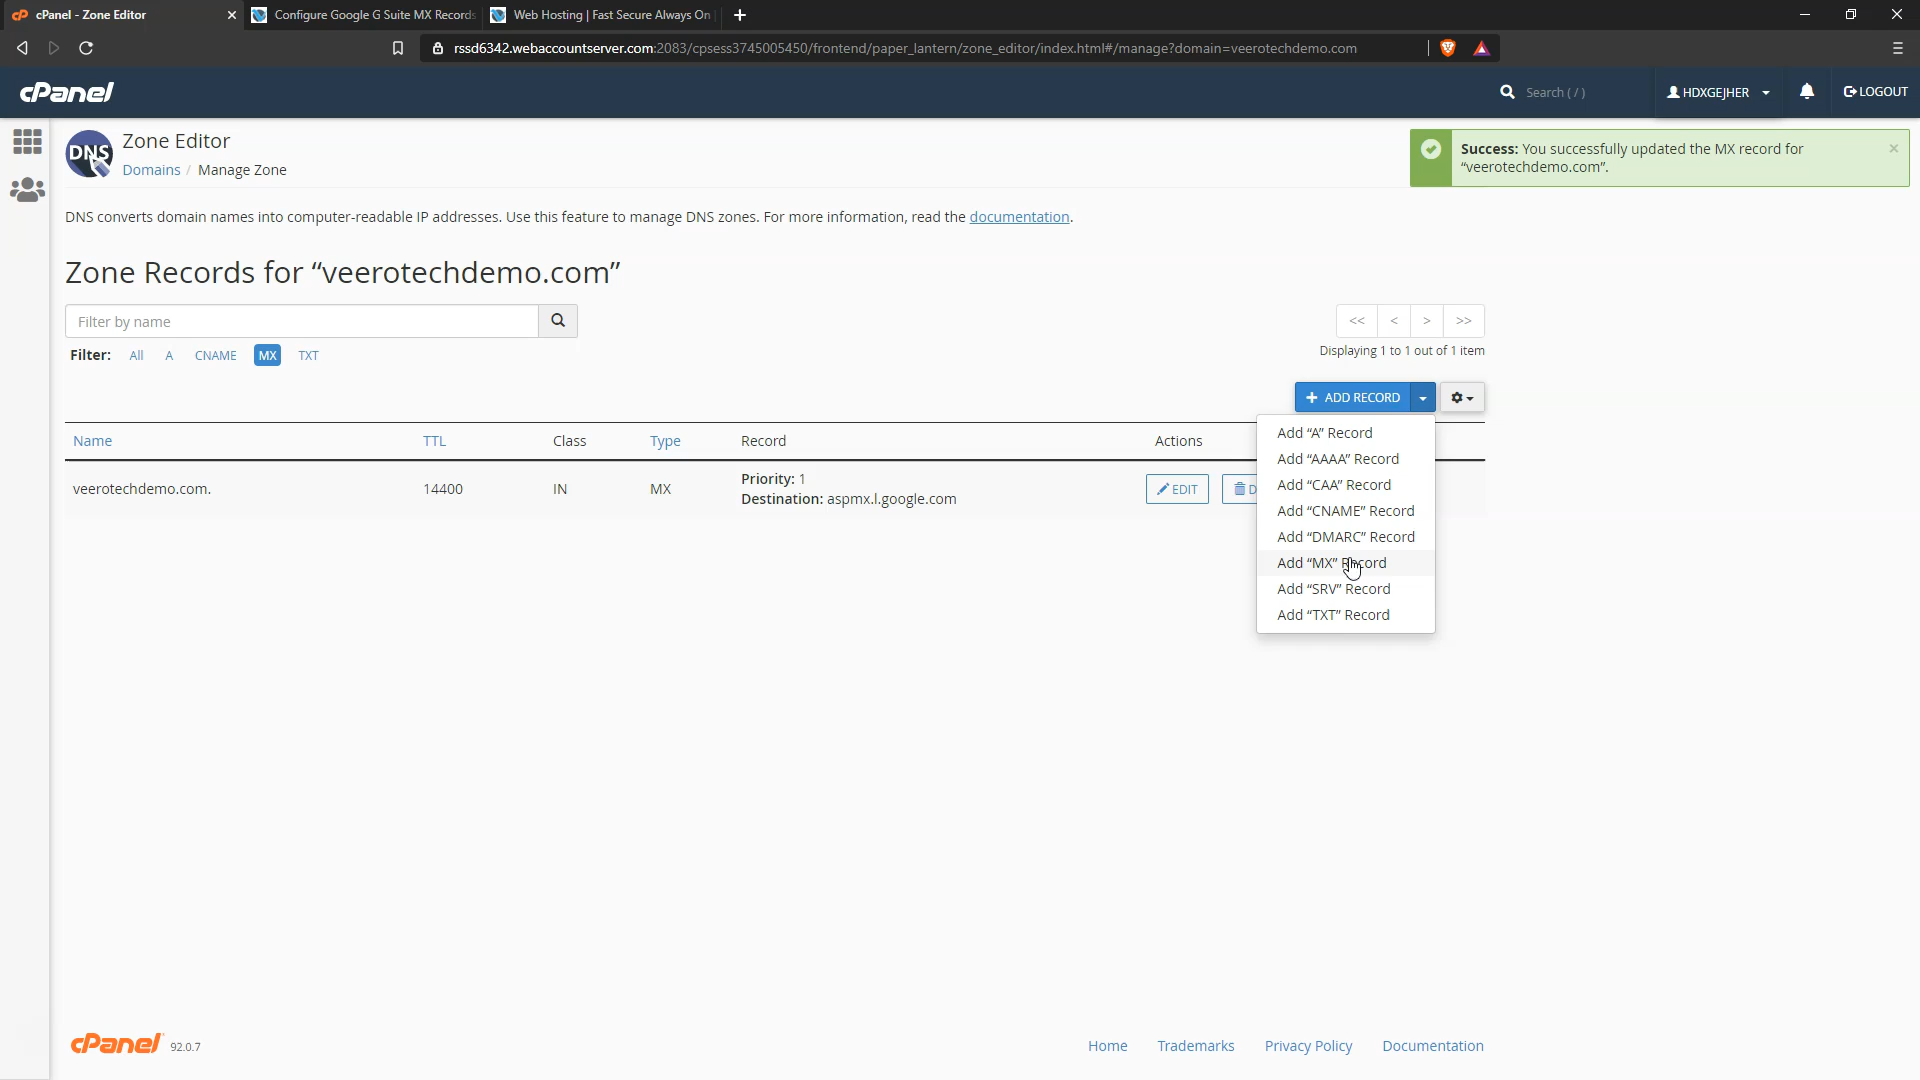 cPanel - Zone Editor
Configure Google G Suite MX Records
Web Hosting | Fast Secure Always On
rssd6342.webaccountserver.com:2083/cpsess3745005450/frontend/paper_lantern/zone_editor/index.html#/manage?domain=veerotechdemo.com
cPanel
Search ( / )
HDXGEJHER
LOGOUT
DNS
Zone Editor
Domains / Manage Zone
Success: You successfully updated the MX record for
“veerotechdemo.com”.
DNS converts domain names into computer-readable IP addresses. Use this feature to manage DNS zones. For more information, read the documentation.
Zone Records for “veerotechdemo.com”
Filter by name
<< < > >>
Filter: All A CNAME MX TXT
Displaying 1 to 1 out of 1 item
+ ADD RECORD
Name TTL Class Type Record Actions
veerotechdemo.com. 14400 IN MX
Priority: 1
Destination: aspmx.l.google.com
EDIT
D
Add “A” Record
Add “AAAA” Record
Add “CAA” Record
Add “CNAME” Record
Add “DMARC” Record
Add “MX” Record
Add “SRV” Record
Add “TXT” Record
cPanel 92.0.7
Home Trademarks Privacy Policy Documentation